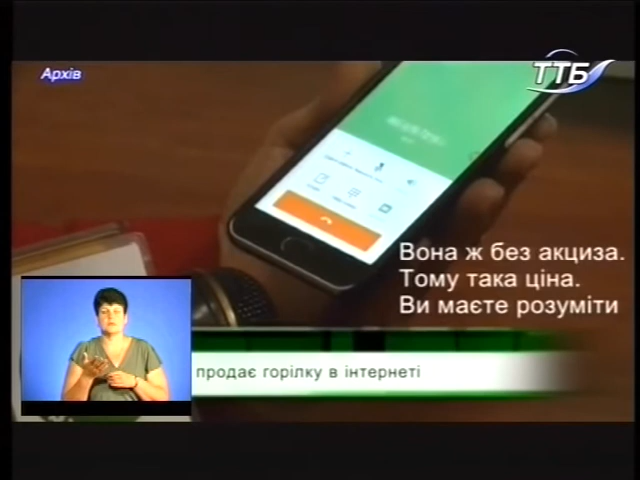 Архів
ТТБ
Вона ж без акциза.
Тому така ціна.
Ви маєте розуміти
продає горілку в інтернеті